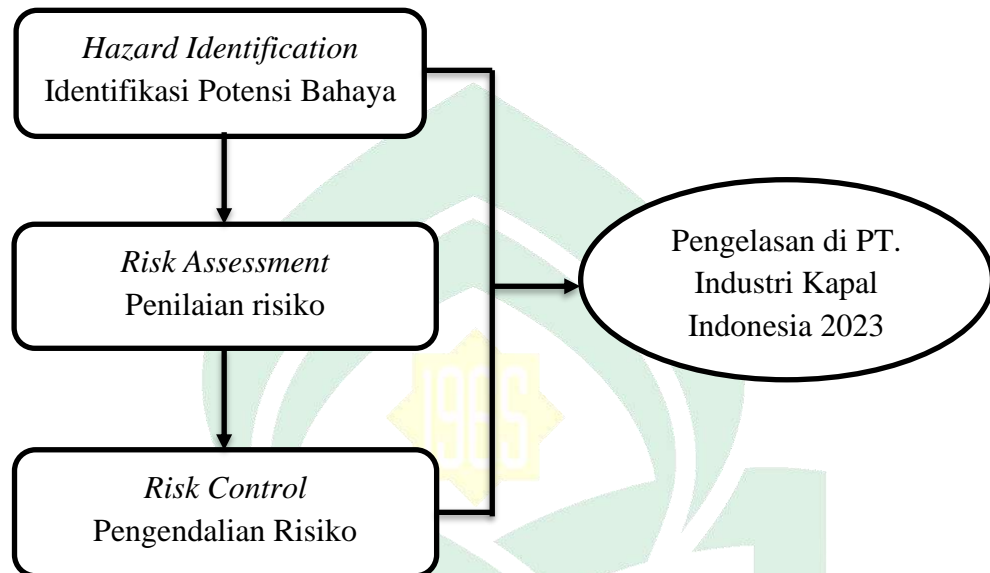 Hazard Identification
Identifikasi Potensi Bahaya
Risk Assessment
Penilaian risiko
Risk Control
Pengendalian Risiko
Pengelasan di PT.
Industri Kapal
Indonesia 2023
1965